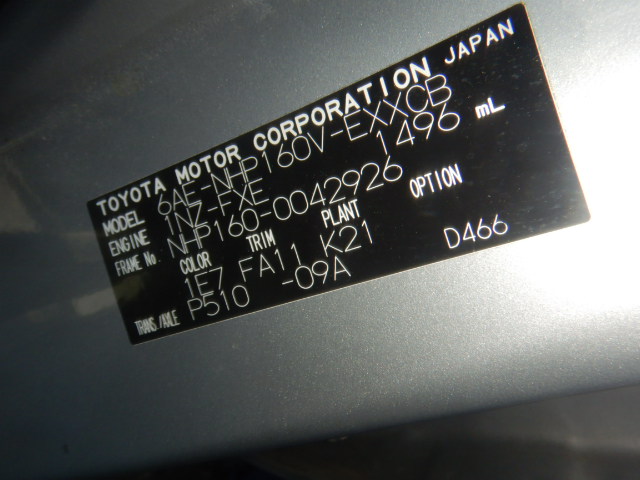 TOYOTA MOTOR CORPORATION JAPAN
MODEL 6AE-NHP160V-EXXCB
ENGINE 1NZ-FXE 1496 mL
FRAME No. NHP160-0042926
COLOR TRIM PLANT OPTION
1E7 FA11 K21
TRANS./AXLE P510 -09A D466